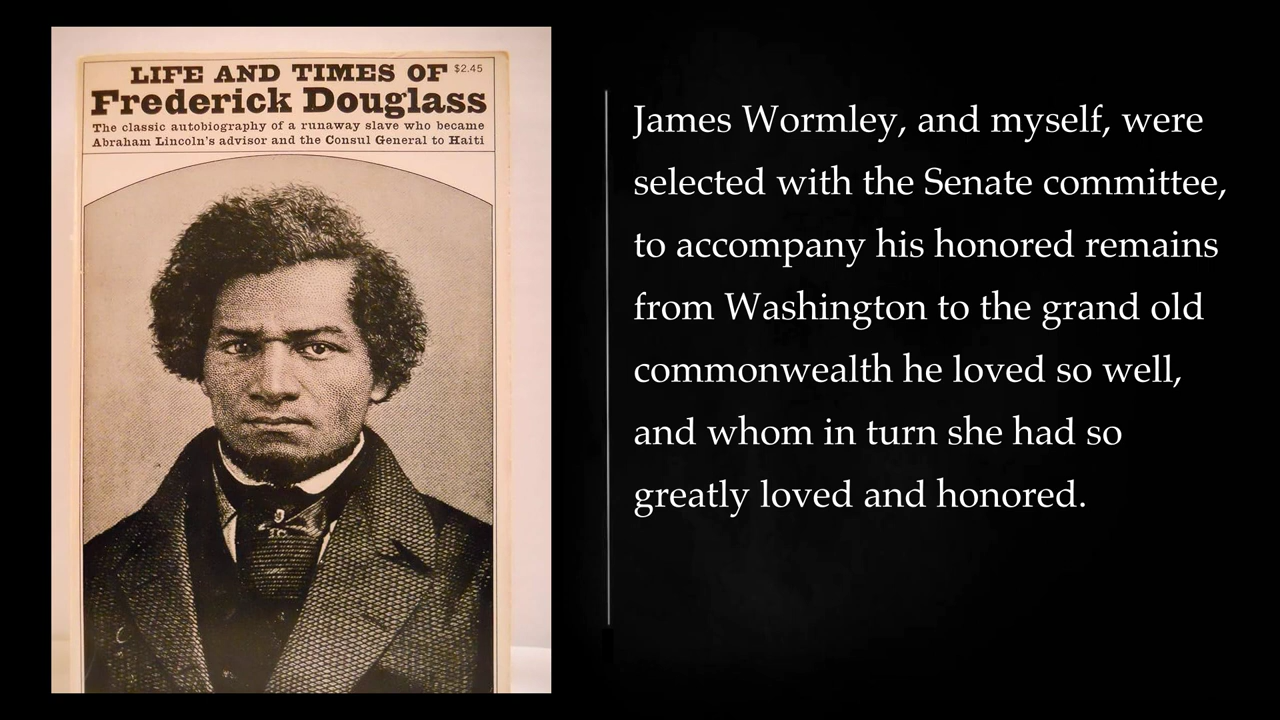 LIFE AND TIMES OF $2.45
Frederick Douglass
The classic autobiography of a runaway slave who became
Abraham Lincoln's advisor and the Consul General to Haiti
James Wormley, and myself, were
selected with the Senate committee,
to accompany his honored remains
from Washington to the grand old
commonwealth he loved so well,
and whom in turn she had so
greatly loved and honored.